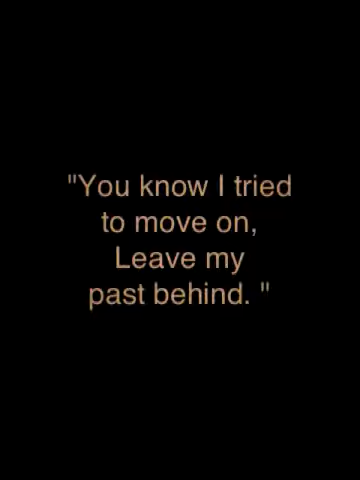 "You know I tried
to move on,
Leave my
past behind. "